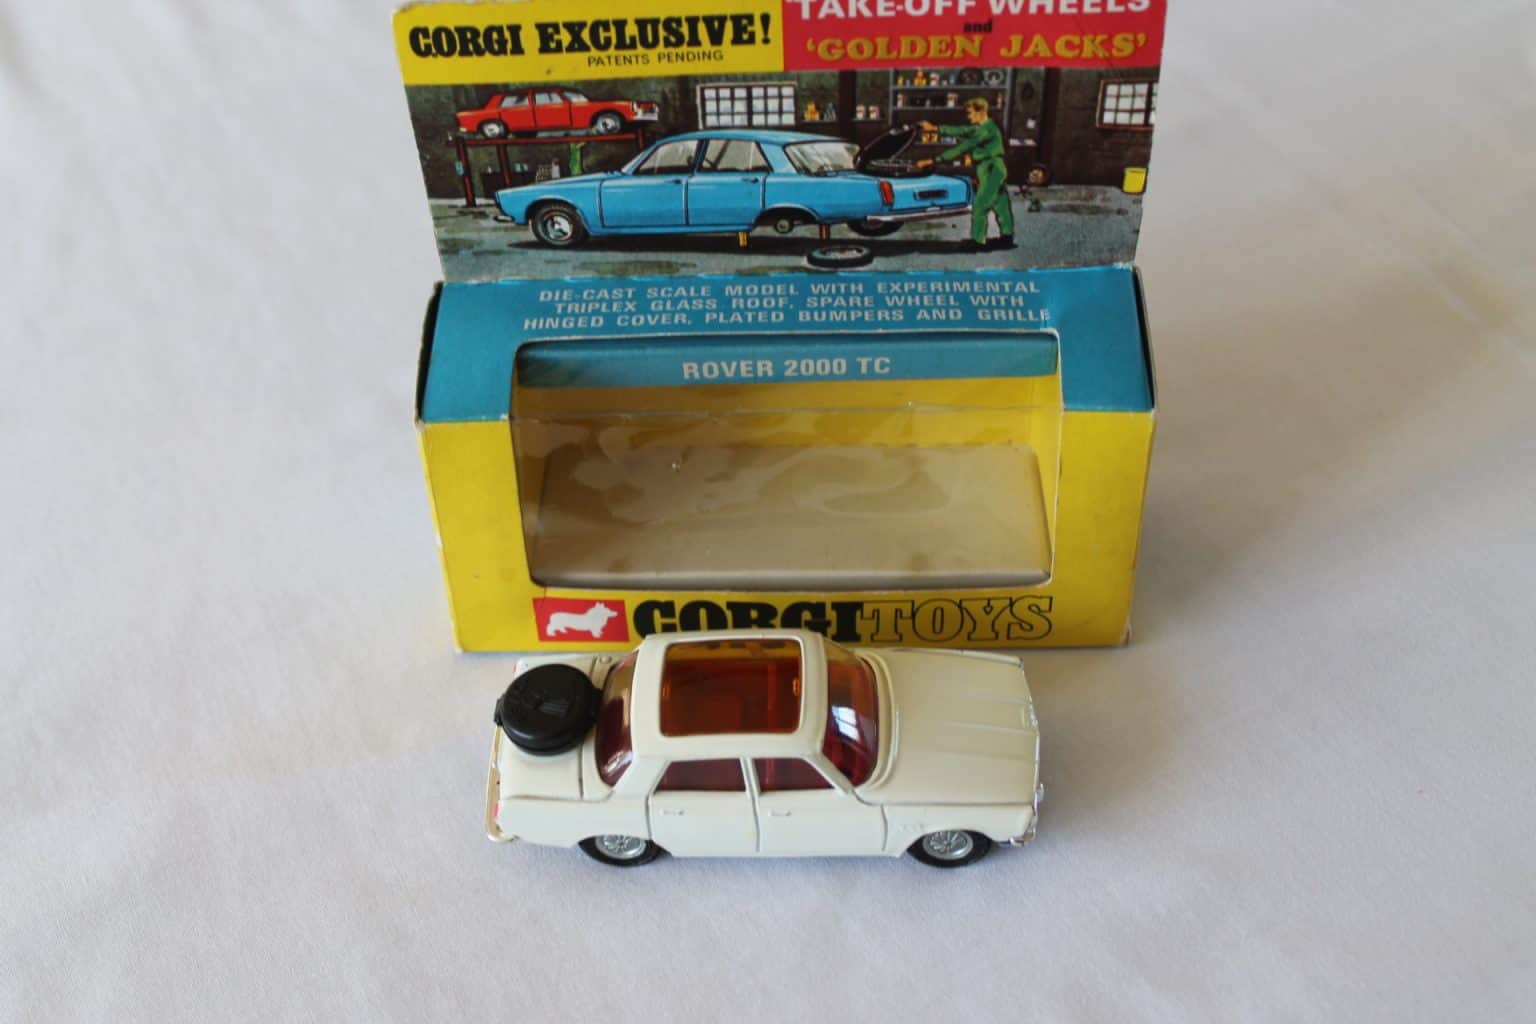 CORGI EXCLUSIVE!
PATENTS PENDING
"TAKE-OFF WHEELS
and
'GOLDEN JACKS'
DIE-CAST SCALE MODEL WITH EXPERIMENTAL
TRIPLEX GLASS ROOF. SPARE WHEEL WITH
HINGED COVER, PLATED BUMPERS AND GRILLE
ROVER 2000 TC
CORGI TOYS